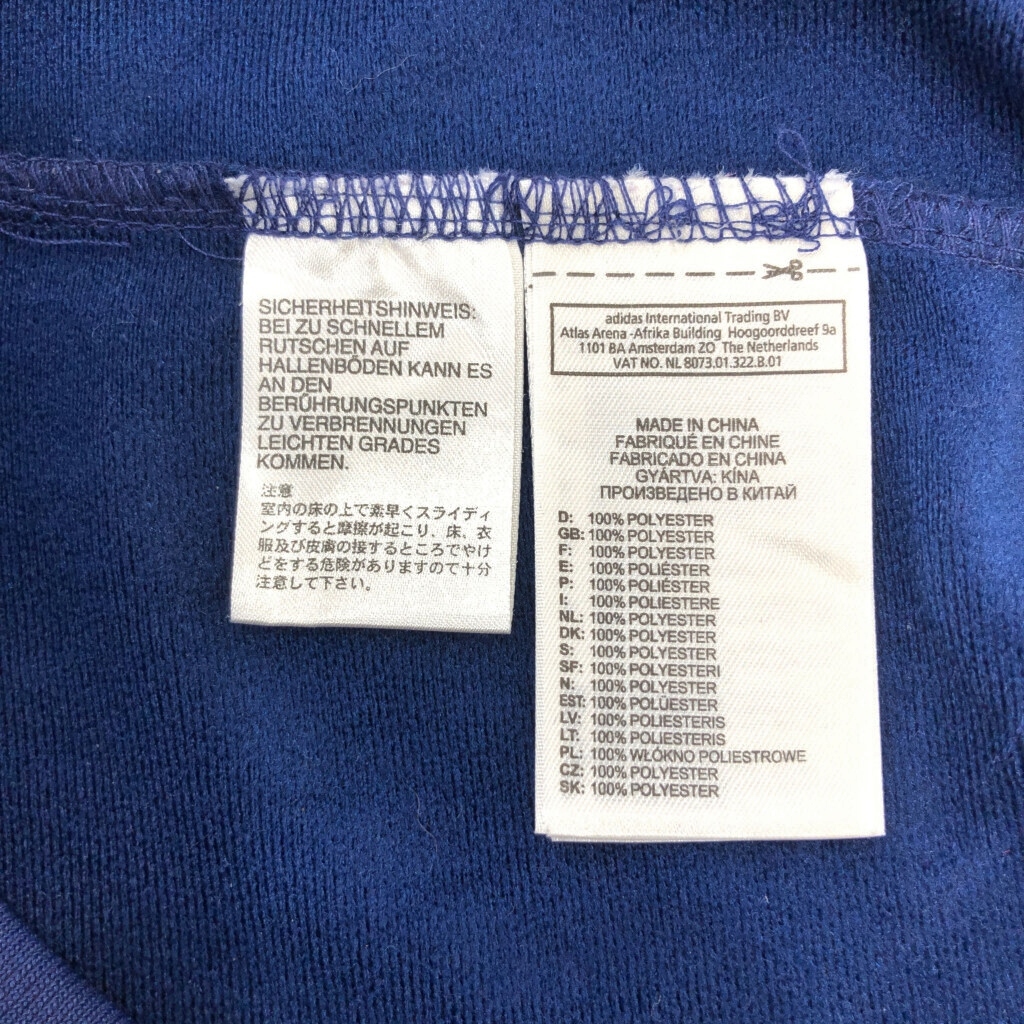 SICHERHEITSHINWEIS:
BEI ZU SCHNELLEM
RUTSCHEN AUF
HALLENBÖDEN KANN ES
AN DEN
BERÜHRUNGSPUNKTEN
ZU VERBRENNUNGEN
LEICHTEN GRADES
KOMMEN.
注意
室内の床の上で素早くスライディ
ングすると摩擦が起こり、床、衣
服及び皮膚の接するところでやけ
どをする危険がありますので十分
注意して下さい。
adidas International Trading BV
Atlas Arena -Afrika Building Hoogoorddreef 9a
1101 BA Amsterdam ZO The Netherlands
VAT NO. NL 8073.01.322.B.01
MADE IN CHINA
FABRIQUÉ EN CHINE
FABRICADO EN CHINA
GYÁRTVA: KÍNA
ПРОИЗВЕДЕНО В КИТАЙ
D: 100% POLYESTER
GB: 100% POLYESTER
F: 100% POLYESTER
E: 100% POLIÉSTER
P: 100% POLIÉSTER
I: 100% POLIESTERE
NL: 100% POLYESTER
DK: 100% POLYESTER
S: 100% POLYESTER
SF: 100% POLYESTERI
N: 100% POLYESTER
EST: 100% POLÜESTER
LV: 100% POLIESTERIS
LT: 100% POLIESTERIS
PL: 100% WŁÓKNO POLIESTROWE
CZ: 100% POLYESTER
SK: 100% POLYESTER